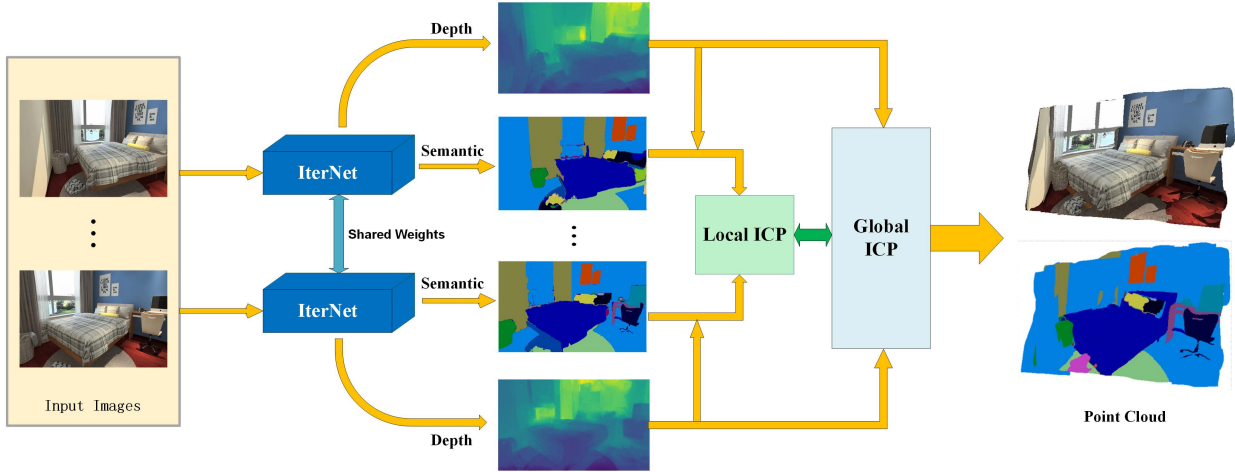 Depth
Semantic
IterNet
Shared Weights
Semantic
IterNet
Depth
Local ICP
Global
ICP
Input Images
Point Cloud